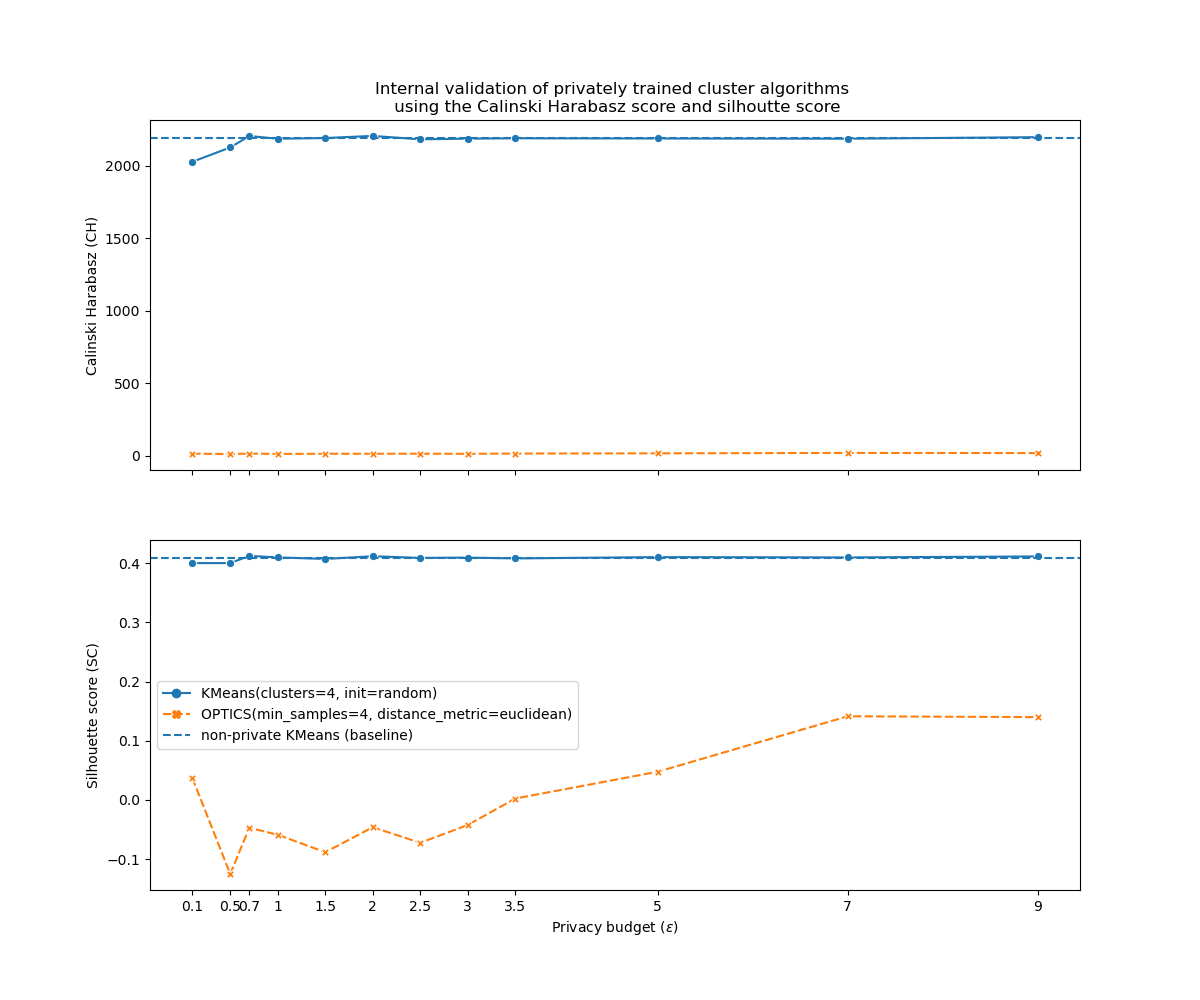 Internal validation of privately trained cluster algorithms
using the Calinski Harabasz score and silhoutte score
Calinski Harabasz (CH)
2000
1500
1000
500
0
Silhouette score (SC)
0.4
0.3
0.2
0.1
0.0
−0.1
KMeans(clusters=4, init=random)
OPTICS(min_samples=4, distance_metric=euclidean)
non-private KMeans (baseline)
0.1 0.5 0.7 1 1.5 2 2.5 3 3.5 5 7 9
Privacy budget (ε)